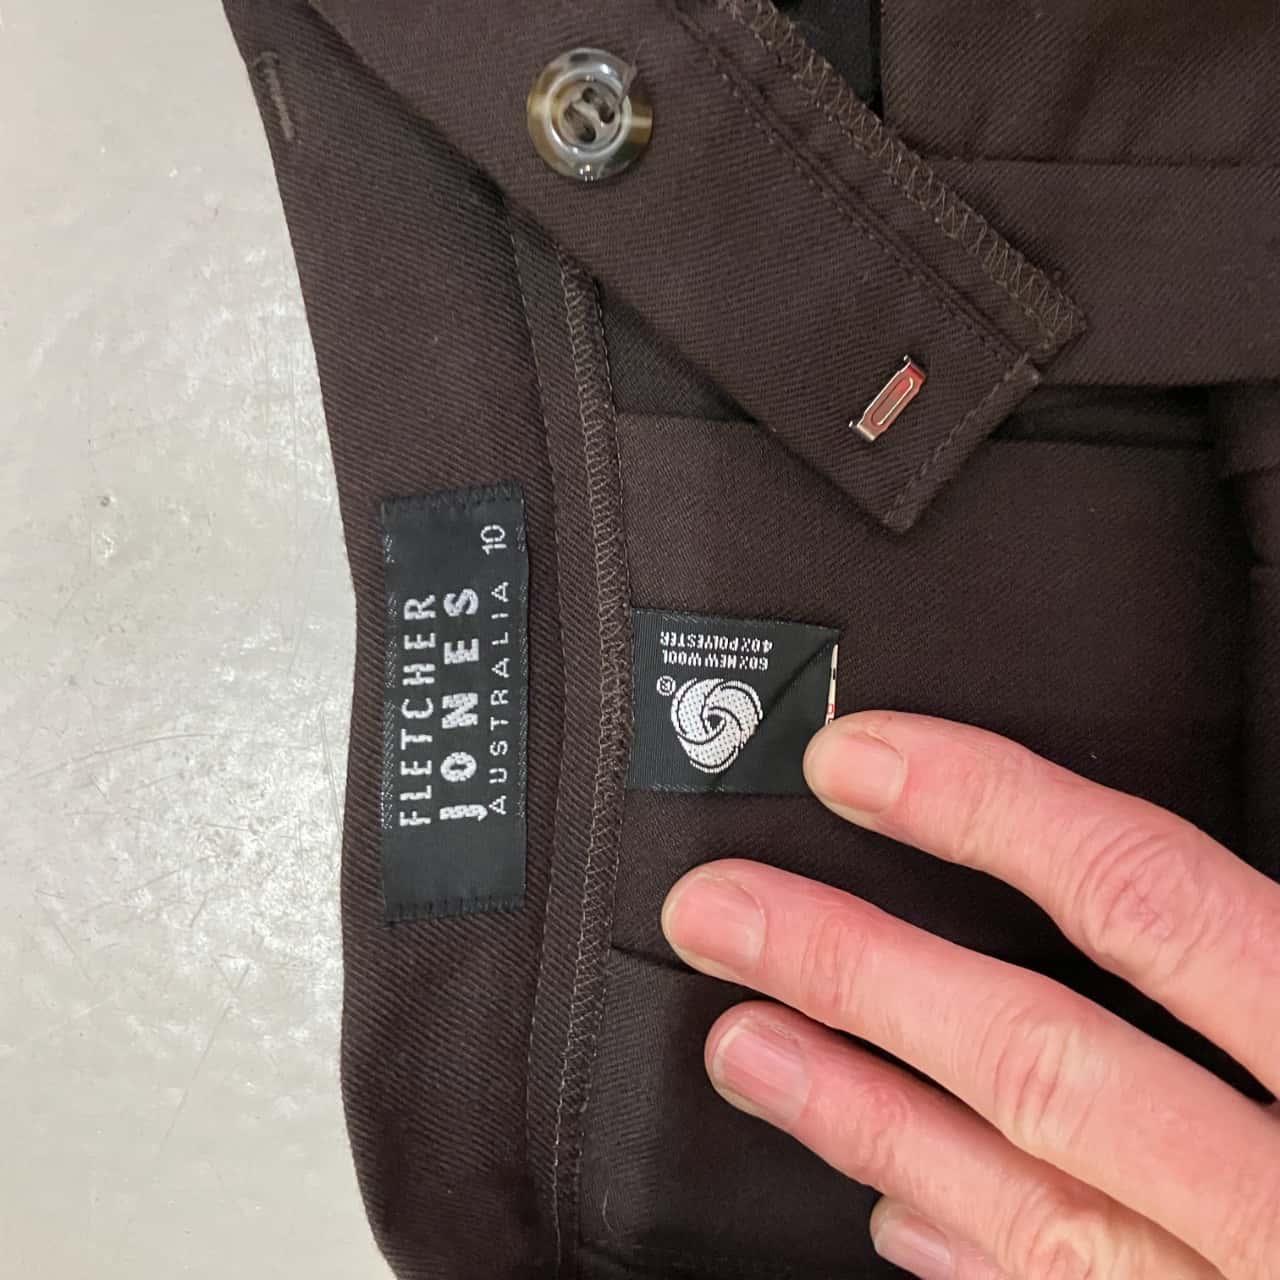 FLETCHER
JONES
AUSTRALIA 10
®
60% NEW WOOL
40% POLYESTER